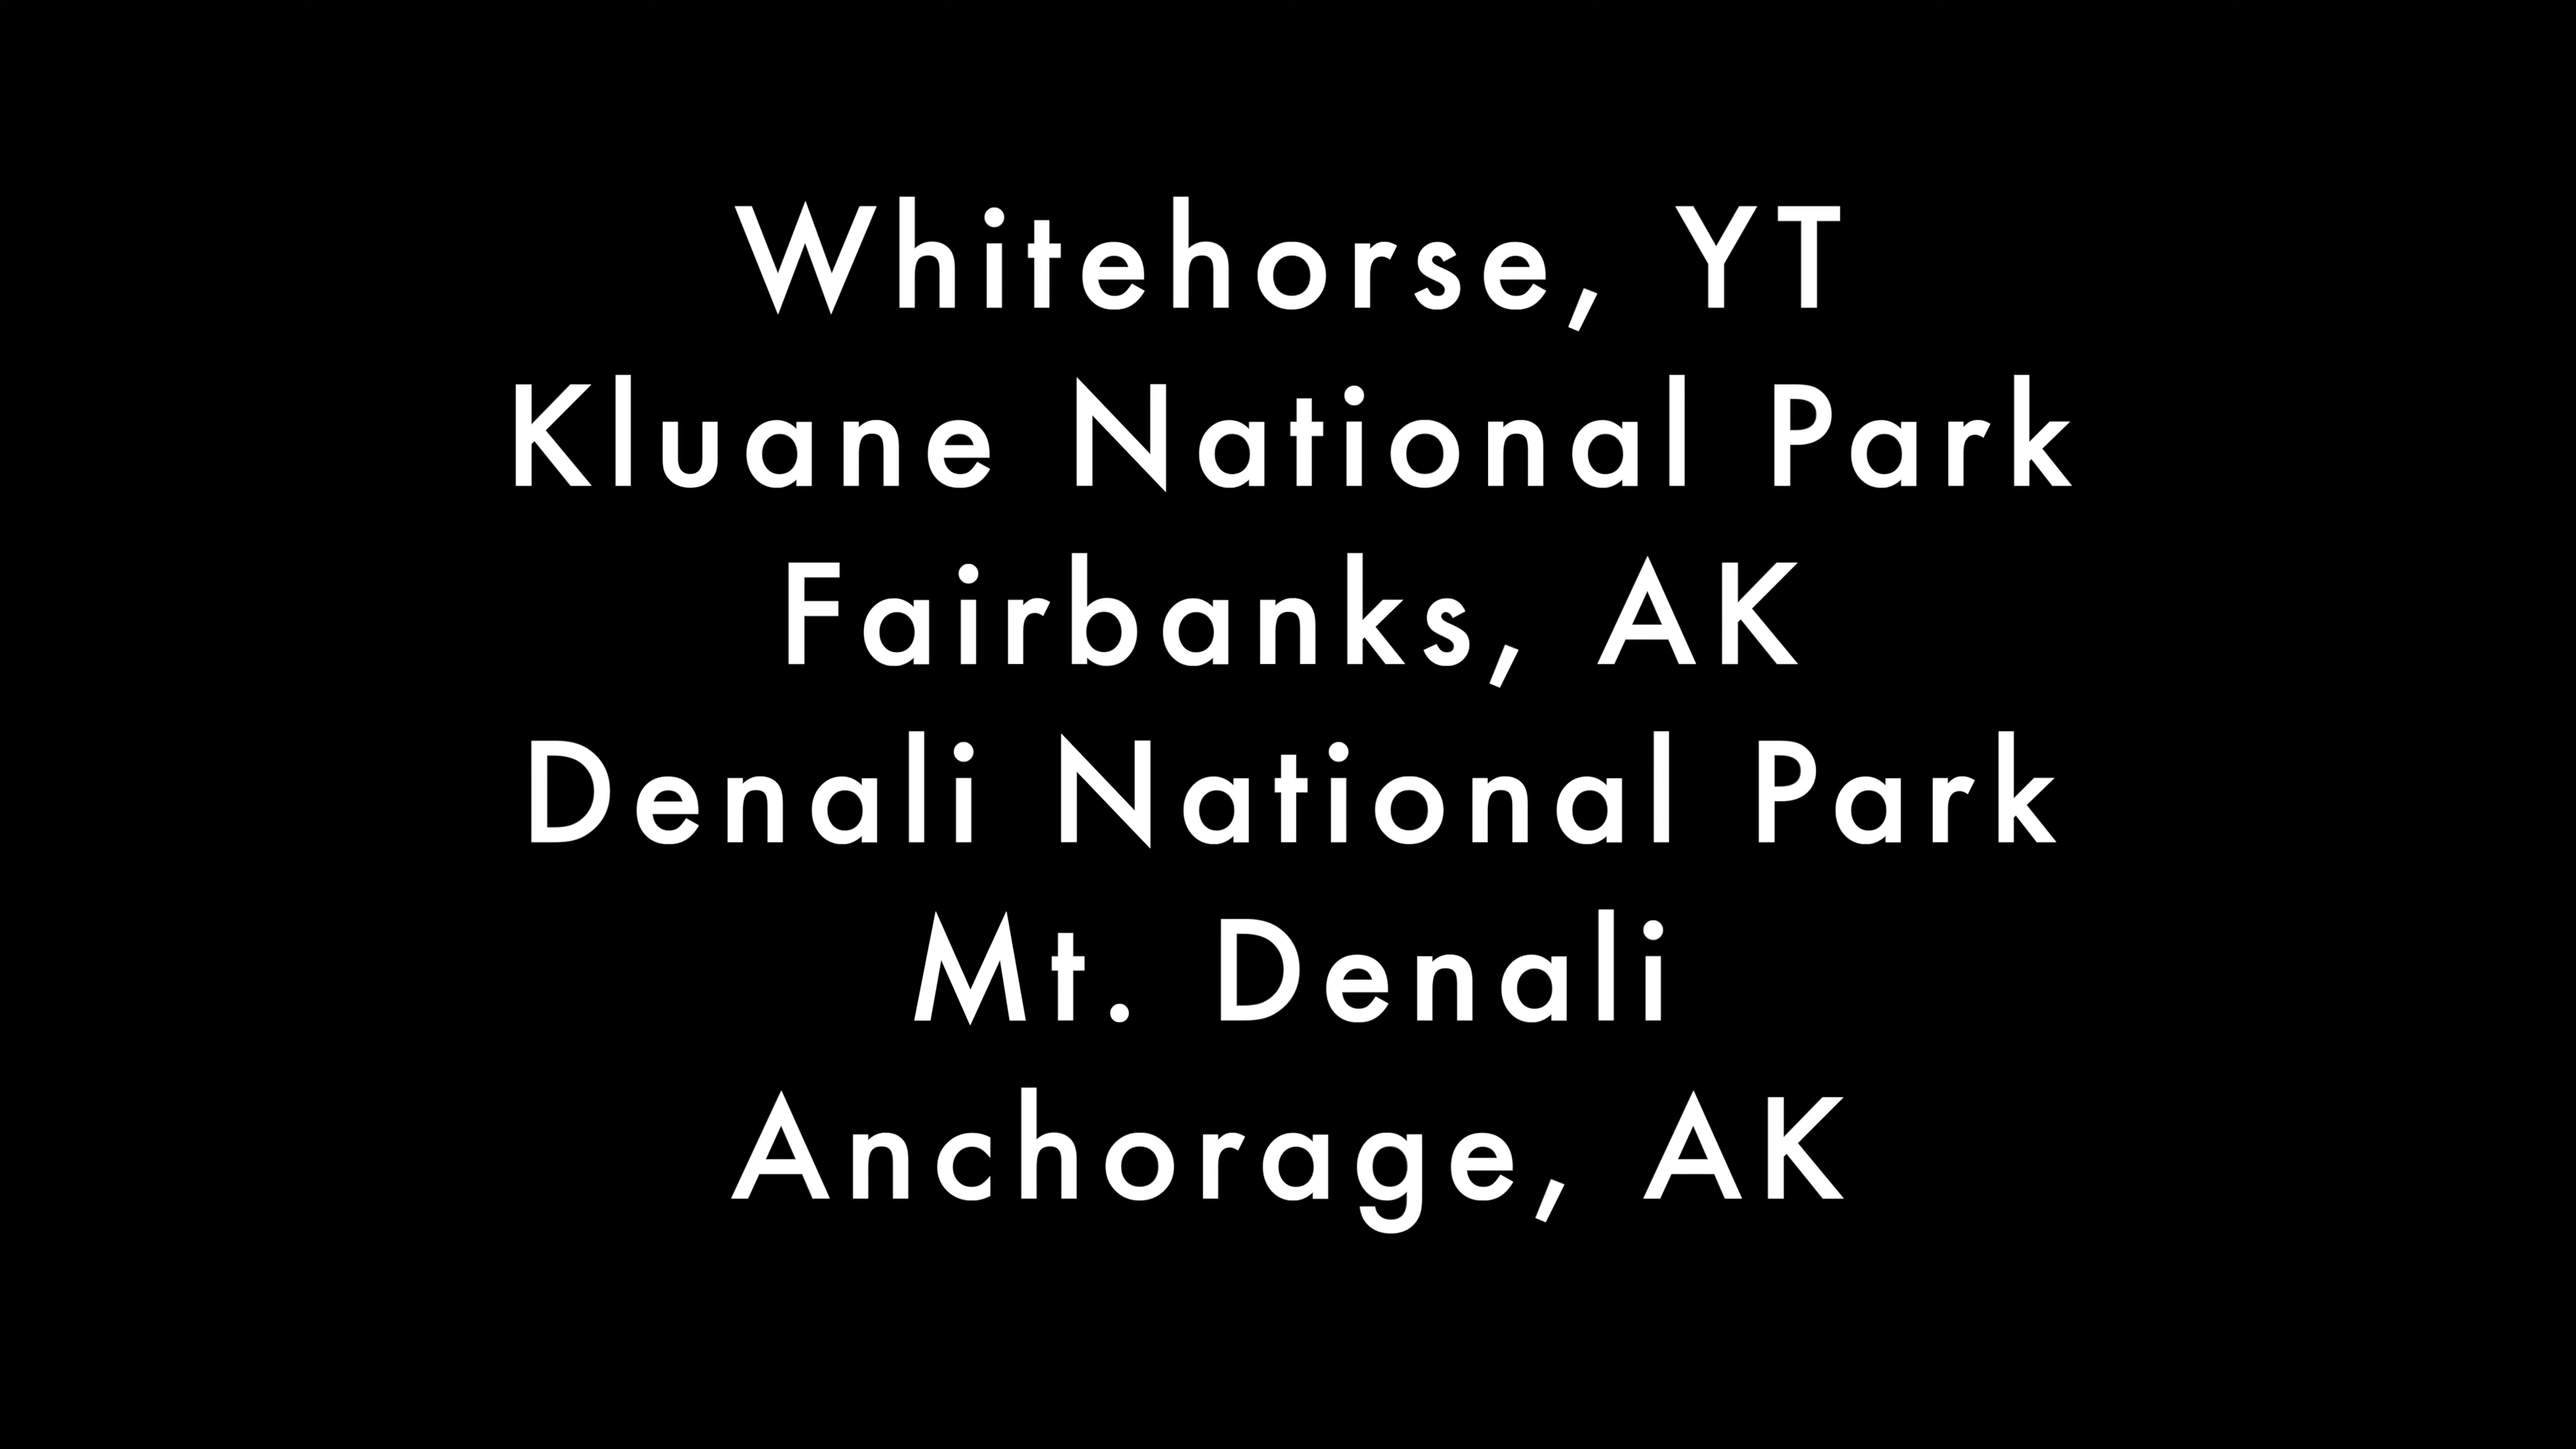 Whitehorse, YT
Kluane National Park
Fairbanks, AK
Denali National Park
Mt. Denali
Anchorage, AK